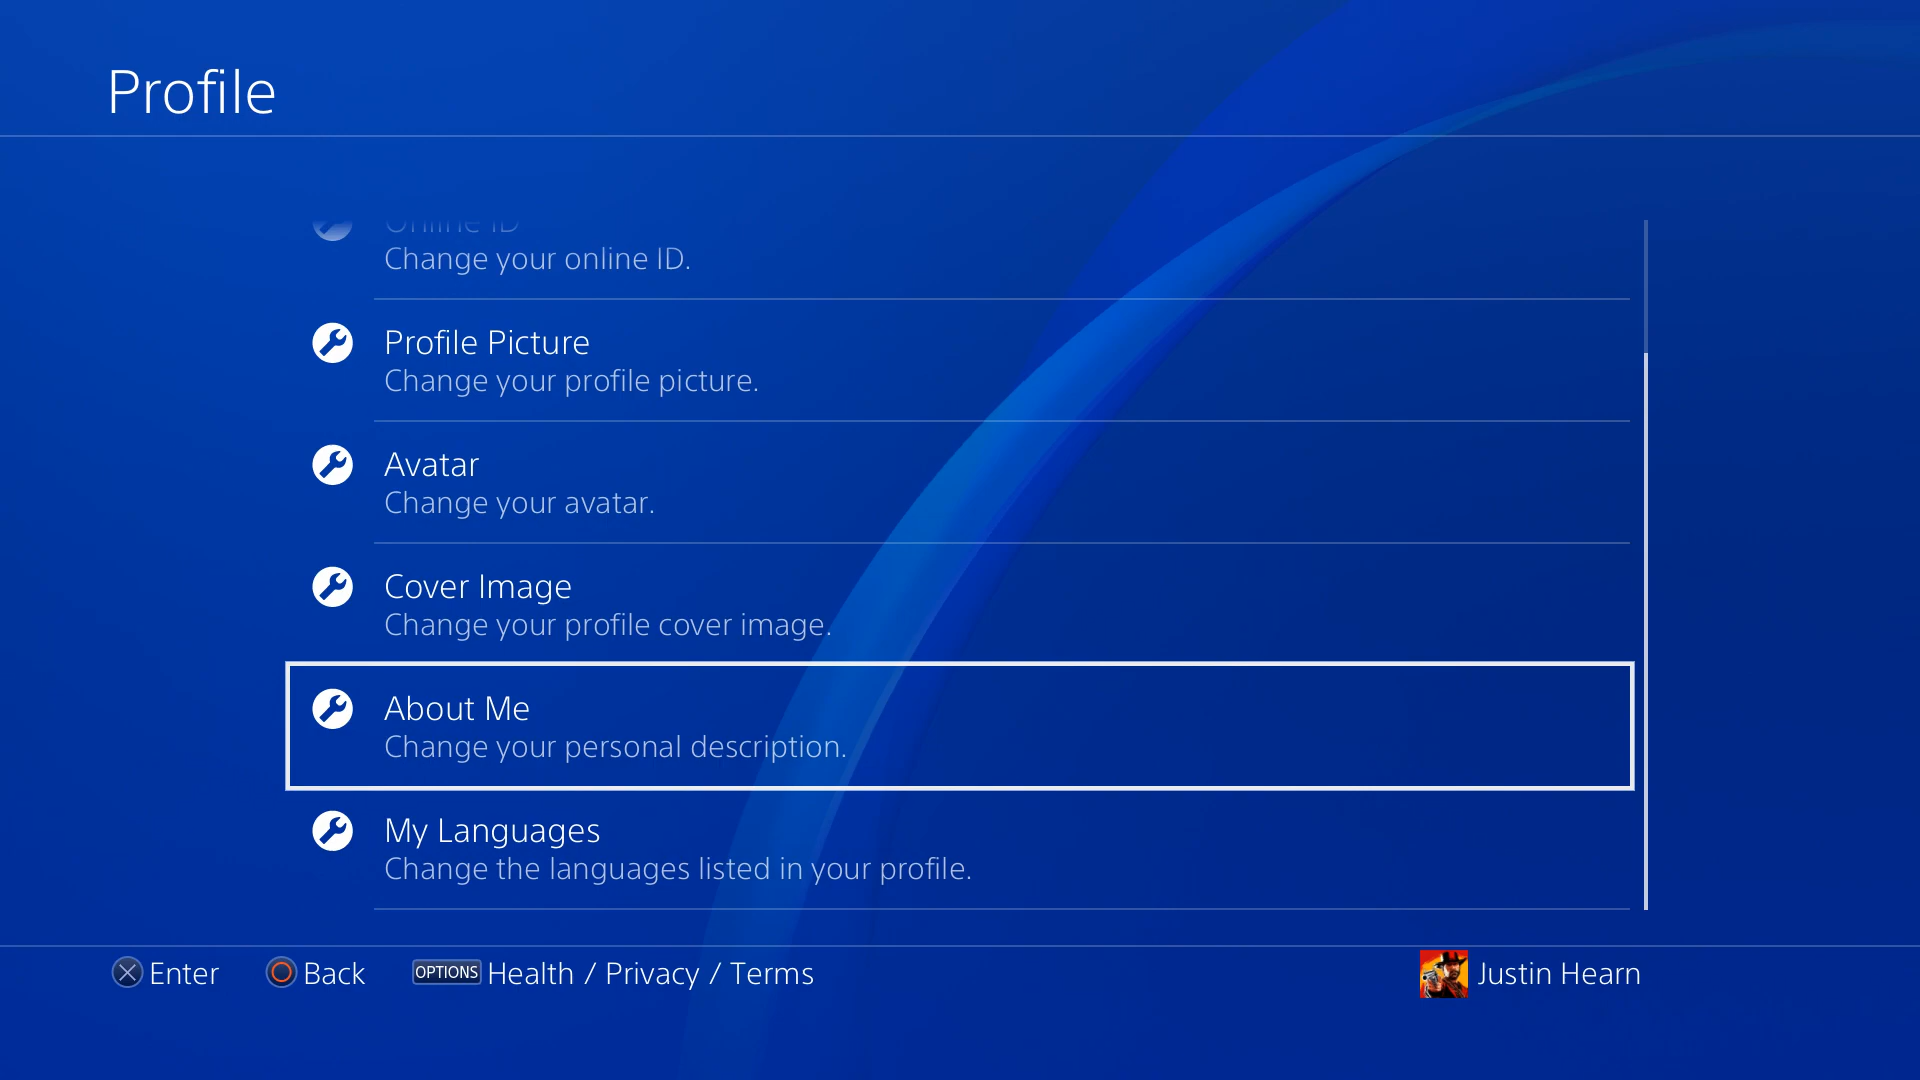 Profile
Online ID
Change your online ID.
Profile Picture
Change your profile picture.
Avatar
Change your avatar.
Cover Image
Change your profile cover image.
About Me
Change your personal description.
My Languages
Change the languages listed in your profile.
Enter
Back
OPTIONS Health / Privacy / Terms
Justin Hearn